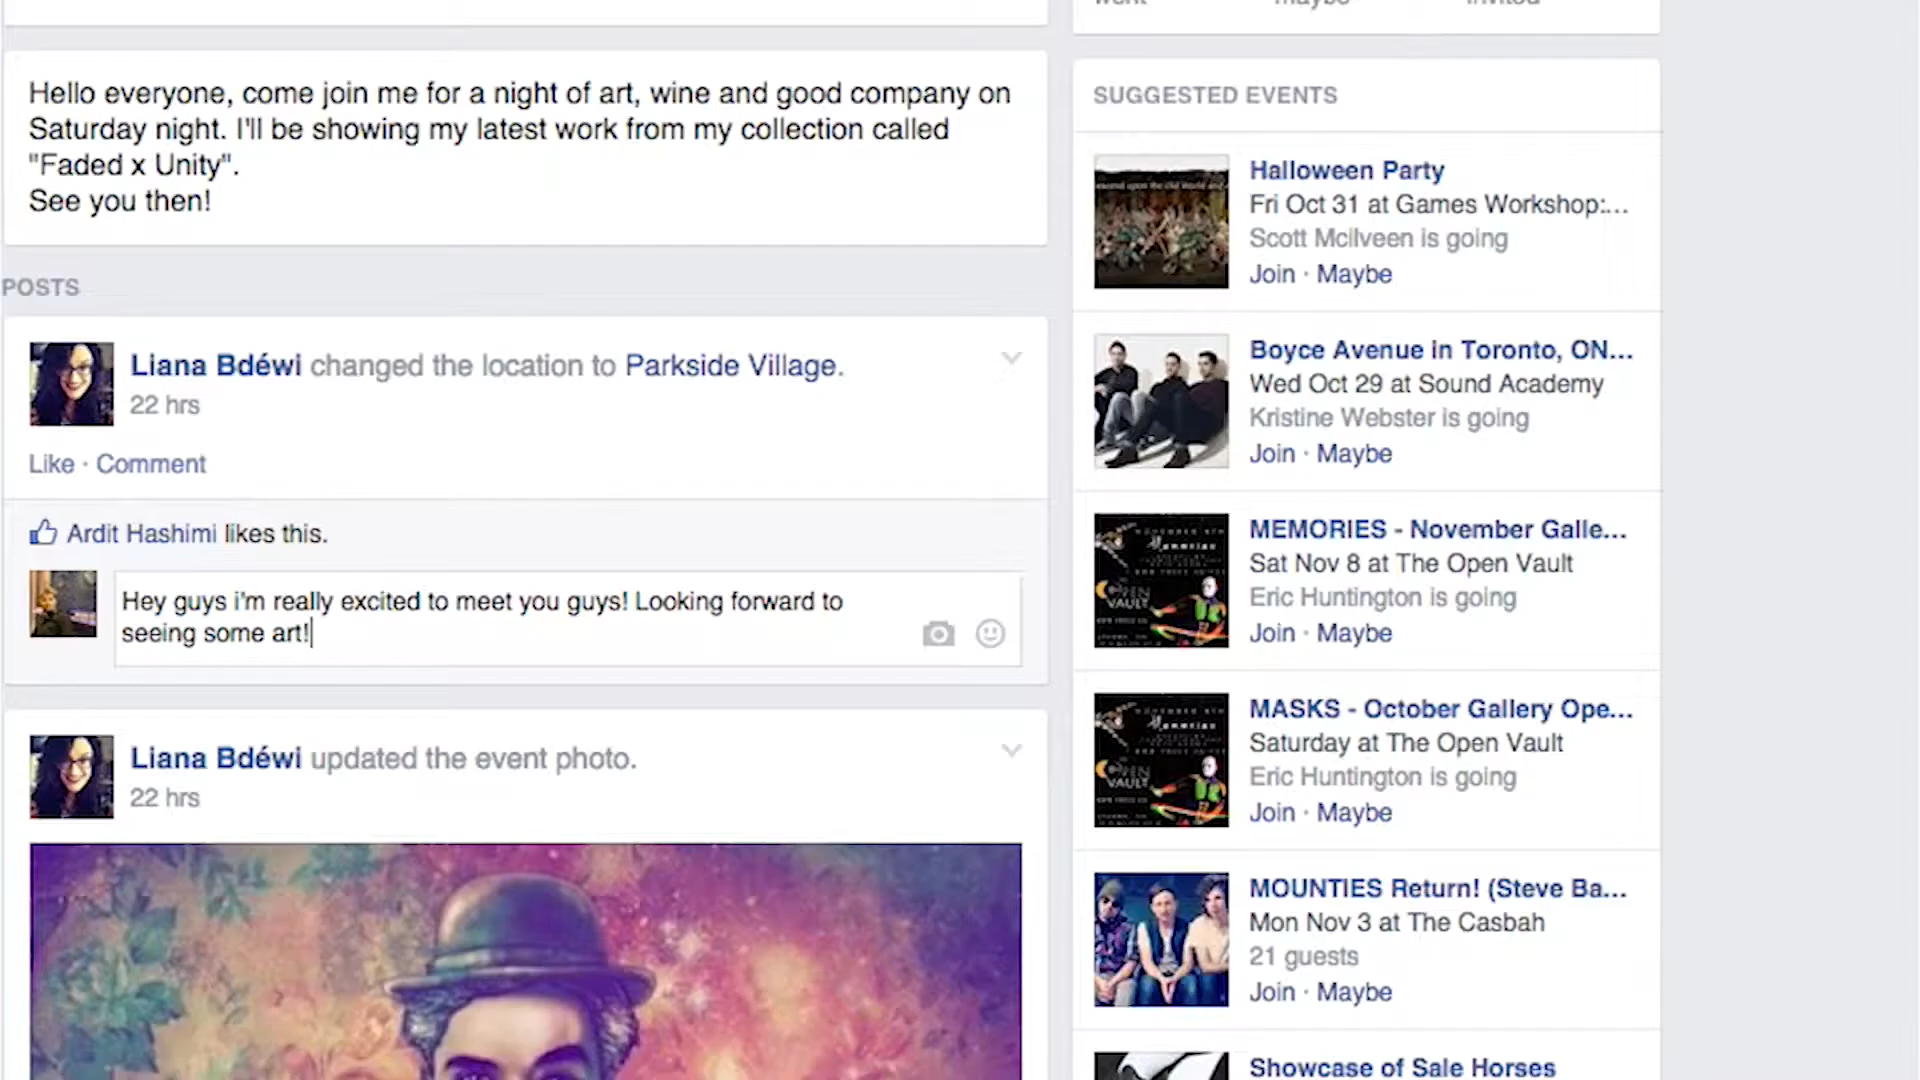 went maybe invited
Hello everyone, come join me for a night of art, wine and good company on
Saturday night. I'll be showing my latest work from my collection called
"Faded x Unity".
See you then!
POSTS
Liana Bdéwi changed the location to Parkside Village.
22 hrs
Like · Comment
Ardit Hashimi likes this.
Hey guys i'm really excited to meet you guys! Looking forward to
seeing some art!
Liana Bdéwi updated the event photo.
22 hrs
SUGGESTED EVENTS
Halloween Party
Fri Oct 31 at Games Workshop:...
Scott Mcilveen is going
Join · Maybe
Boyce Avenue in Toronto, ON...
Wed Oct 29 at Sound Academy
Kristine Webster is going
Join · Maybe
MEMORIES - November Galle...
Sat Nov 8 at The Open Vault
Eric Huntington is going
Join · Maybe
MASKS - October Gallery Ope...
Saturday at The Open Vault
Eric Huntington is going
Join · Maybe
MOUNTIES Return! (Steve Ba...
Mon Nov 3 at The Casbah
21 guests
Join · Maybe
Showcase of Sale Horses